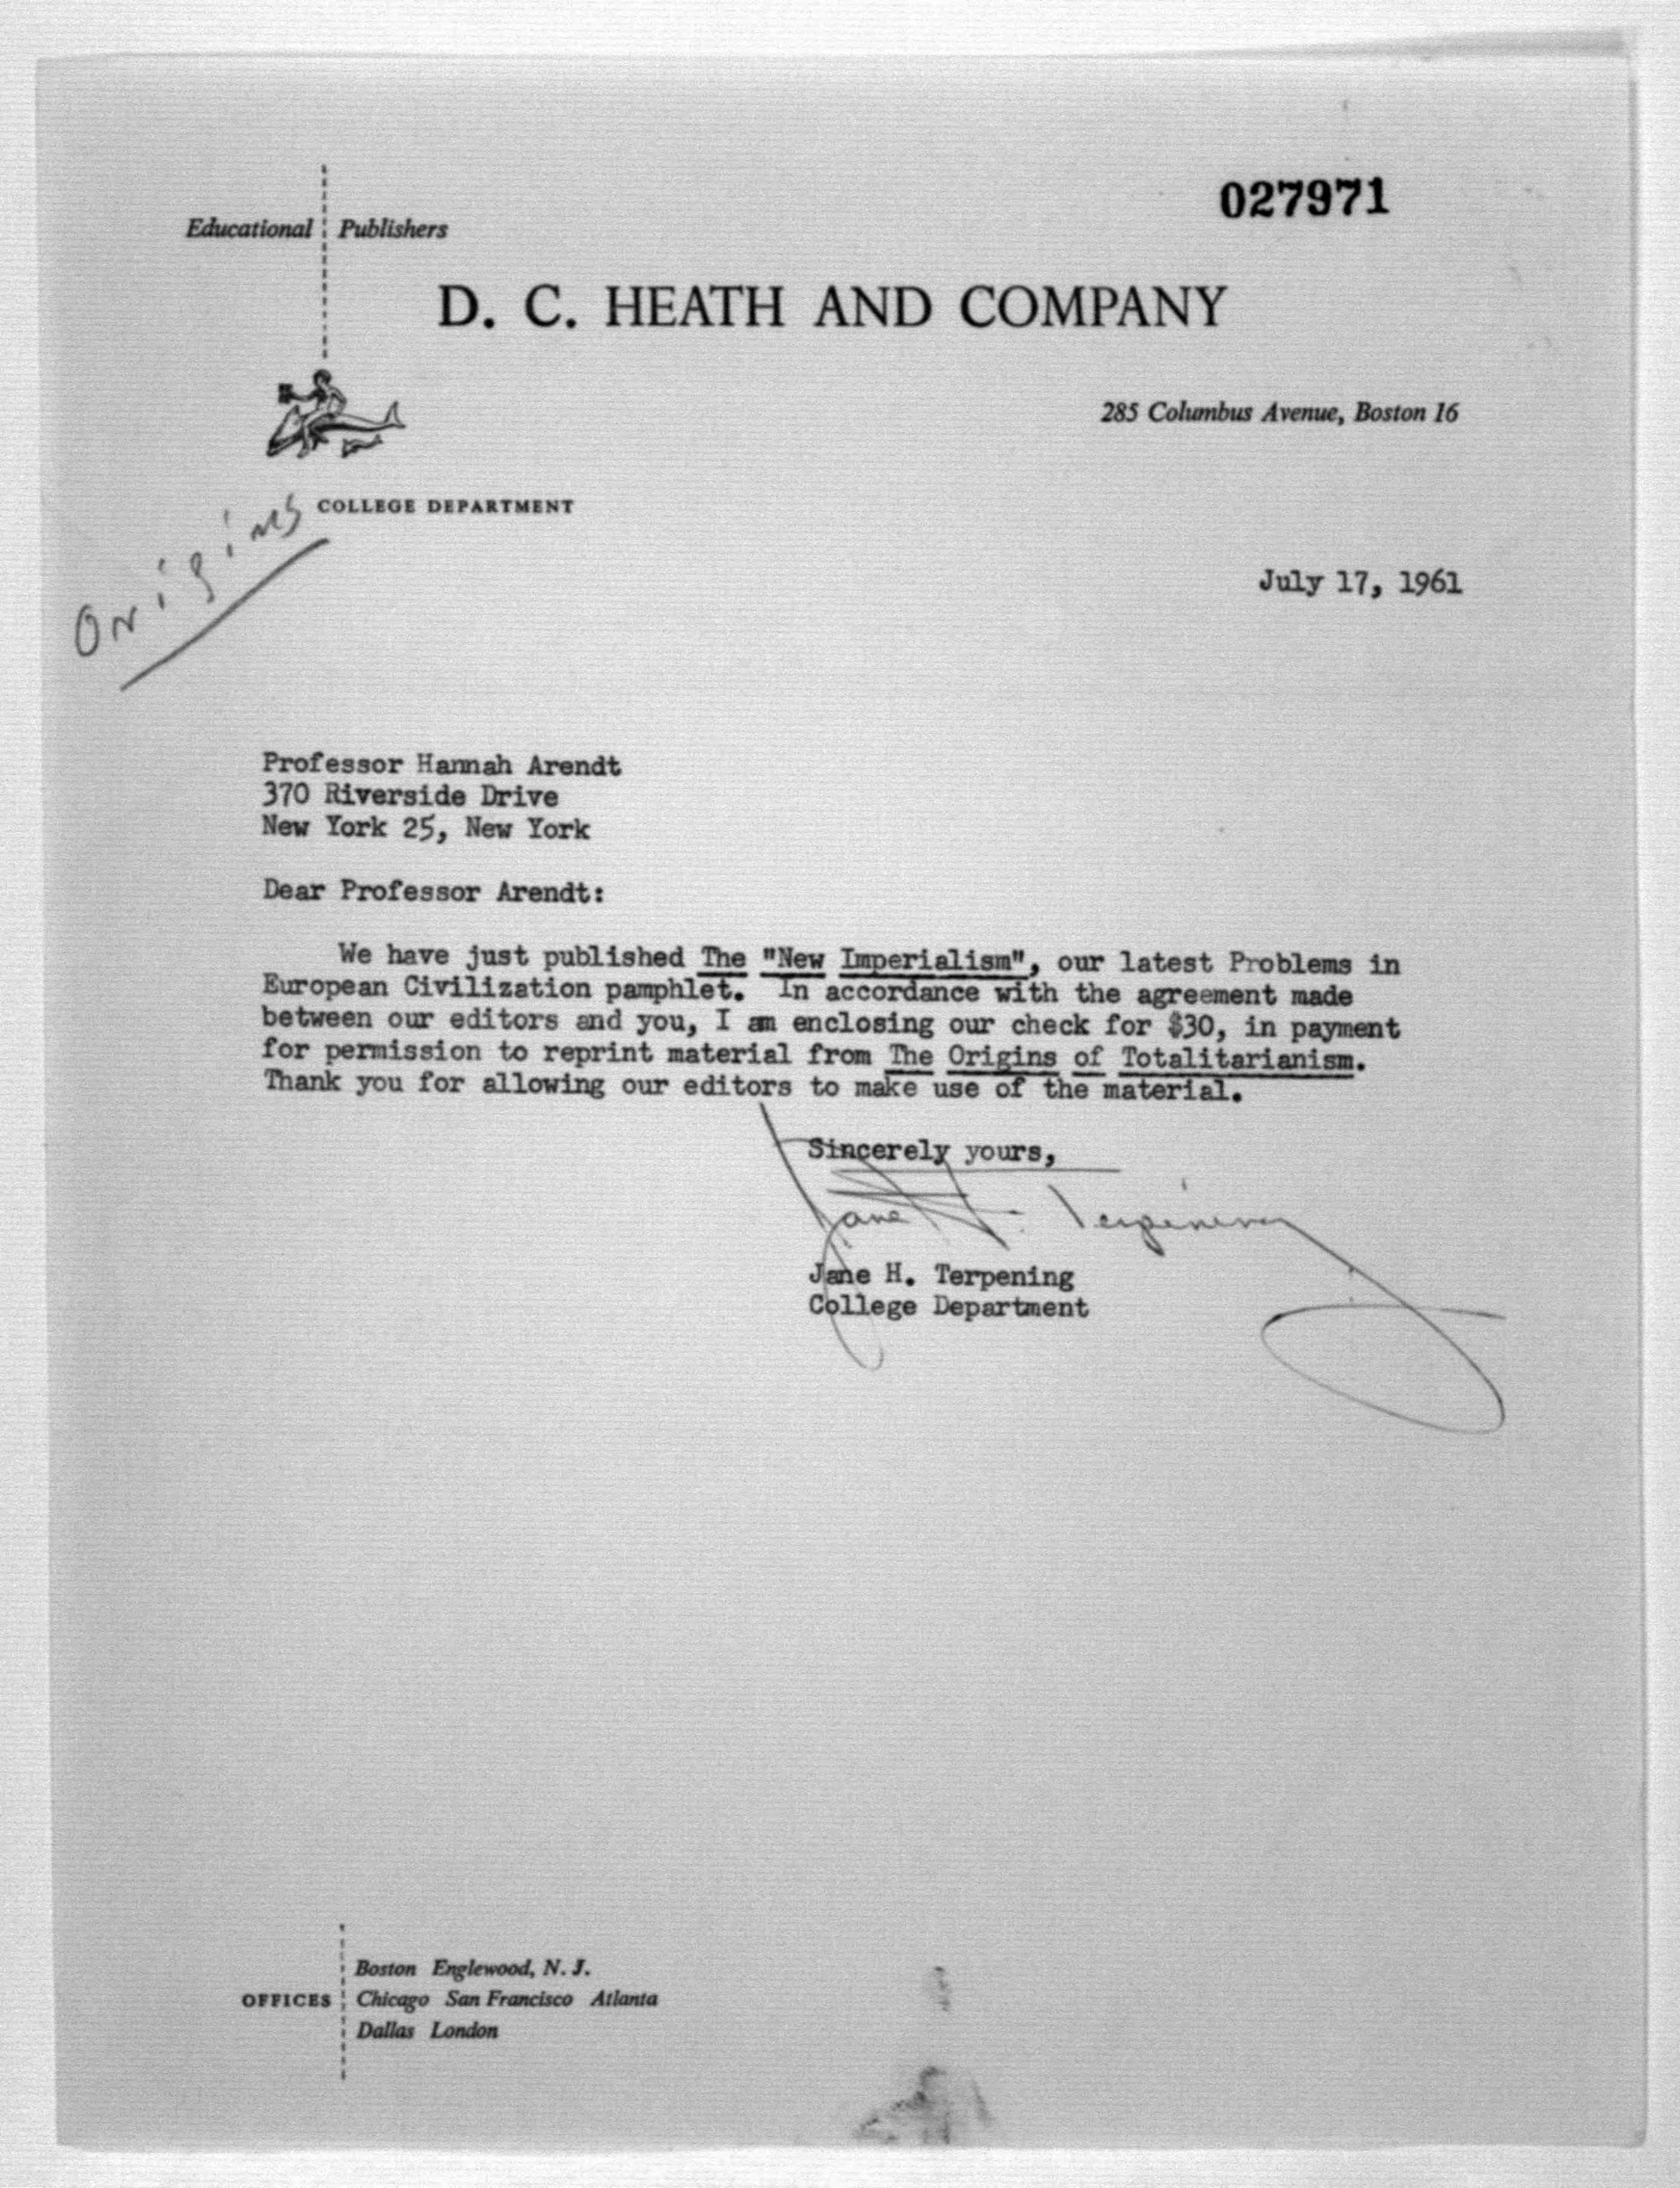 027971
Educational Publishers
D. C. HEATH AND COMPANY
285 Columbus Avenue, Boston 16
COLLEGE DEPARTMENT
Origins
July 17, 1961
Professor Hannah Arendt
370 Riverside Drive
New York 25, New York
Dear Professor Arendt:
We have just published The "New Imperialism", our latest Problems in
European Civilization pamphlet. In accordance with the agreement made
between our editors and you, I am enclosing our check for $30, in payment
for permission to reprint material from The Origins of Totalitarianism.
Thank you for allowing our editors to make use of the material.
Sincerely yours,
Jane H. Terpening
Jane H. Terpening
College Department
OFFICES
Boston Englewood, N. J.
Chicago San Francisco Atlanta
Dallas London